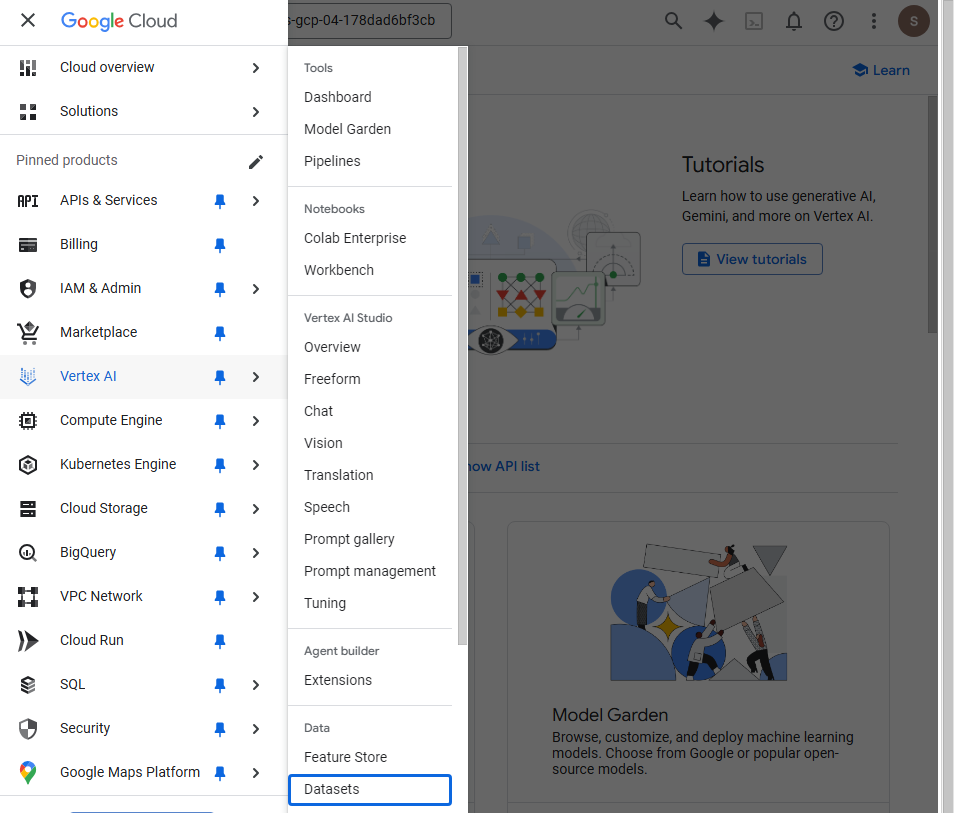 Google Cloud
s-gcp-04-178dad6bf3cb
S
Cloud overview
Solutions
Pinned products
API APIs & Services
Billing
IAM & Admin
Marketplace
Vertex AI
Compute Engine
Kubernetes Engine
Cloud Storage
BigQuery
VPC Network
Cloud Run
SQL
Security
Google Maps Platform
Tools
Dashboard
Model Garden
Pipelines
Notebooks
Colab Enterprise
Workbench
Vertex AI Studio
Overview
Freeform
Chat
Vision
Translation
Speech
Prompt gallery
Prompt management
Tuning
Agent builder
Extensions
Data
Feature Store
Datasets
Learn
Tutorials
Learn how to use generative AI,
Gemini, and more on Vertex AI.
View tutorials
how API list
Model Garden
Browse, customize, and deploy machine learning
models. Choose from Google or popular open-
source models.